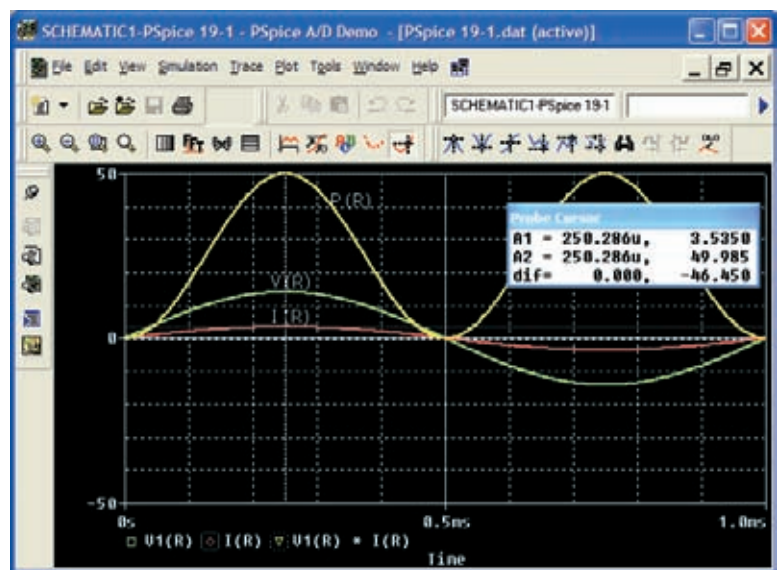 SCHEMATIC1-PSpice 19-1 - PSpice A/D Demo - [PSpice 19-1.dat (active)]
File Edit View Simulation Trace Plot Tools Window Help
SCHEMATIC1-PSpice 19-1
50
P(R)
Probe Cursor
A1 = 250.286u, 3.5350
A2 = 250.286u, 49.985
dif= 0.000, -46.450
V(R)
I(R)
0
-50
0s 0.5ms 1.0ms
V1(R) I(R) V1(R) * I(R)
Time